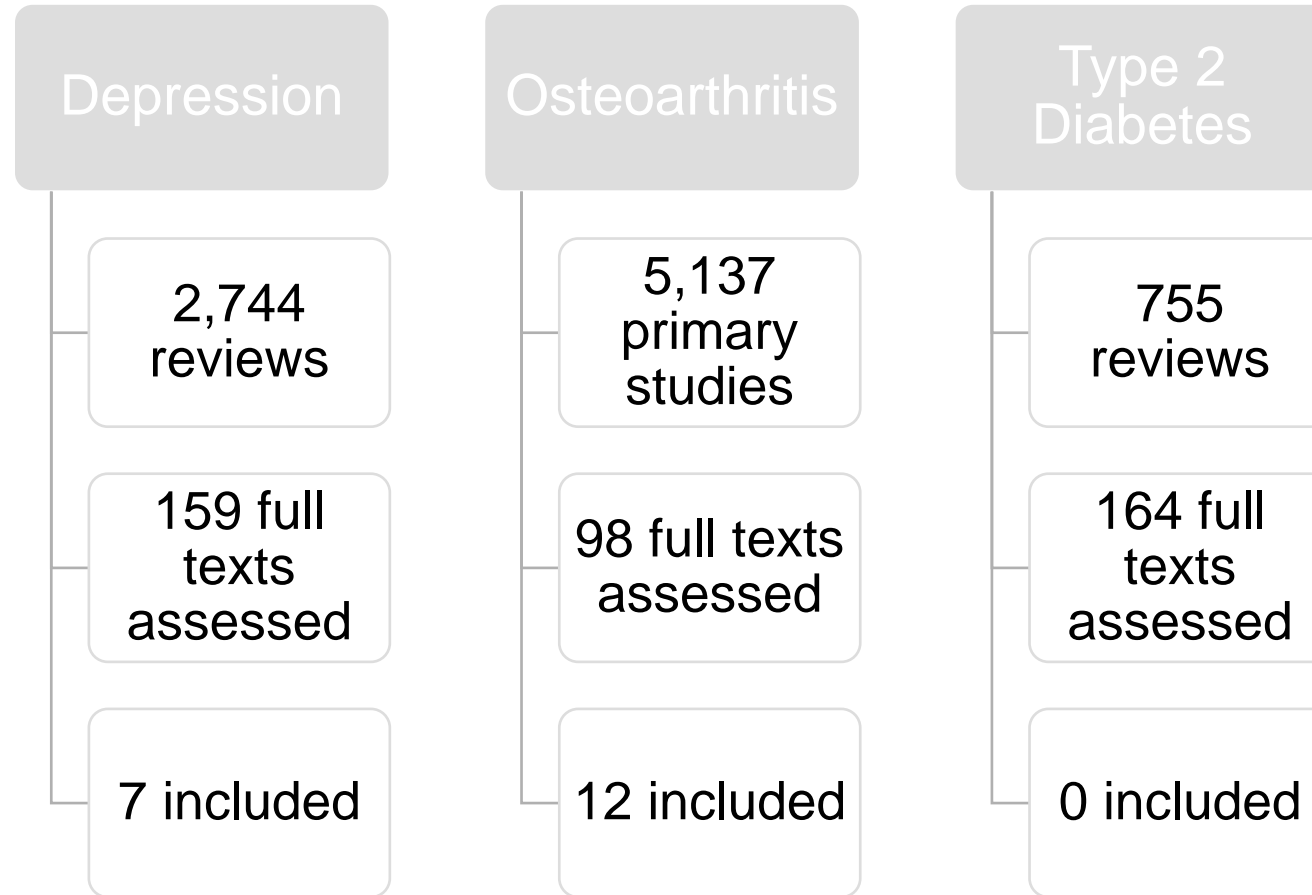 Depression
2,744
reviews
159 full
texts
assessed
7 included
Osteoarthritis
5,137
primary
studies
98 full texts
assessed
12 included
Type 2
Diabetes
755
reviews
164 full
texts
assessed
0 included